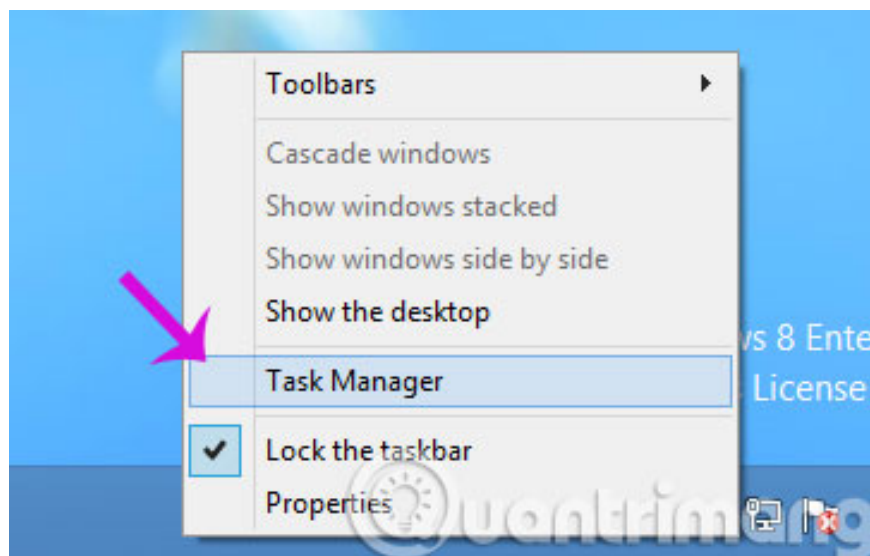 Toolbars
Cascade windows
Show windows stacked
Show windows side by side
Show the desktop
ws 8 Ente
Task Manager
License
Lock the taskbar
Properties
Quantrimang